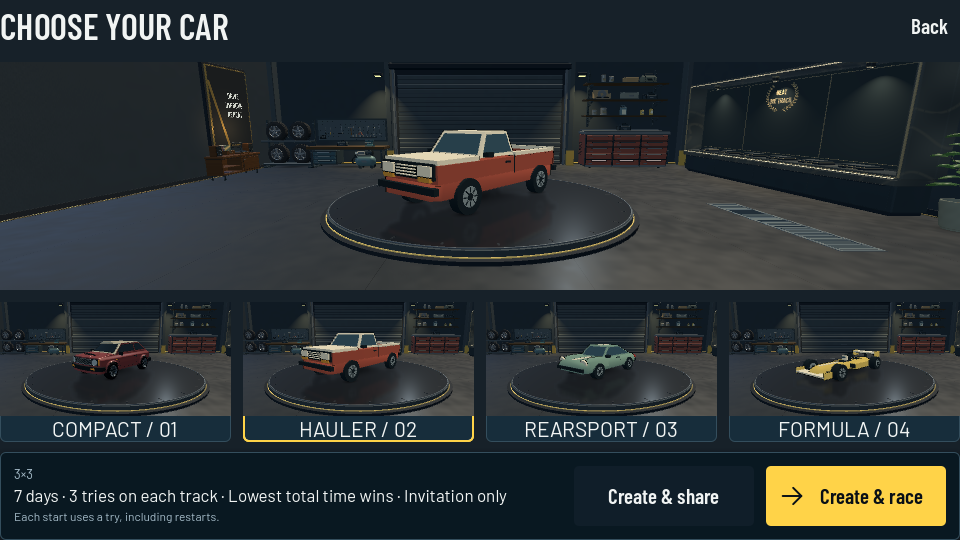 CHOOSE YOUR CAR
Back
COMPACT / 01
HAULER / 02
REARSPORT / 03
FORMULA / 04
3×3
7 days · 3 tries on each track · Lowest total time wins · Invitation only
Each start uses a try, including restarts.
Create & share
Create & race